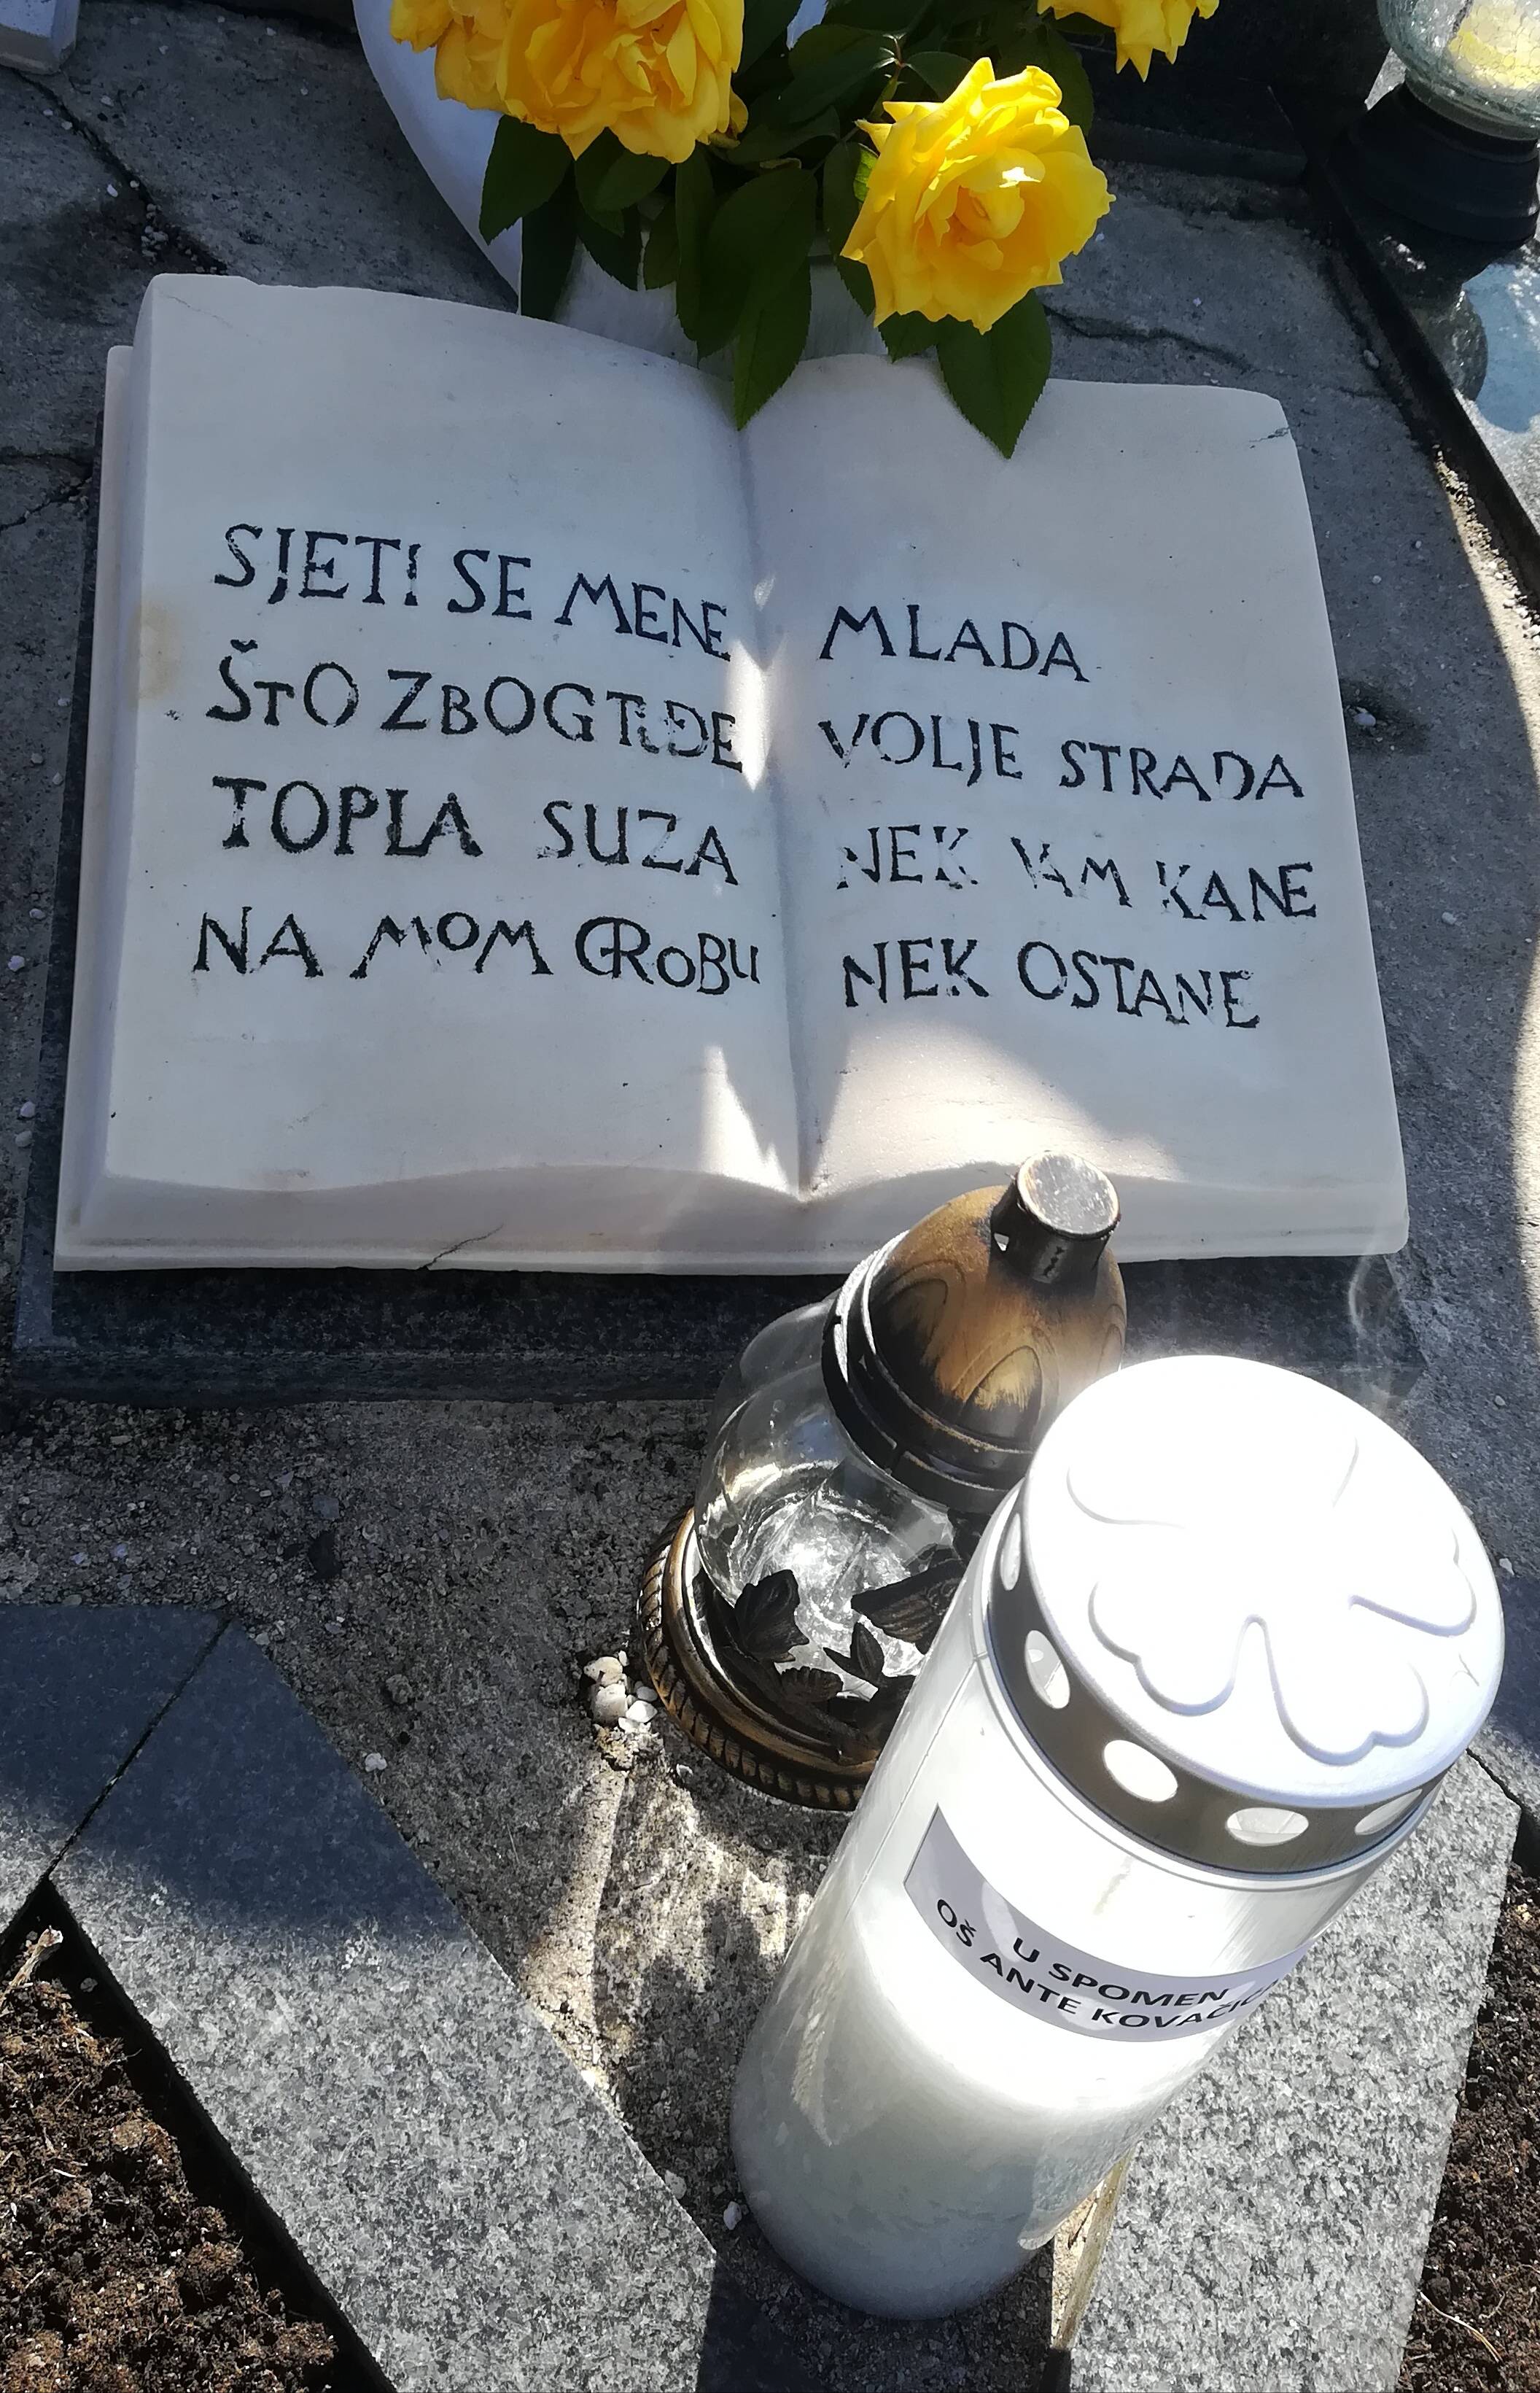 SJETI SE MENE MLADA
ŠTO ZBOG TUĐE VOLJE STRADA
TOPLA SUZA NEK VAM KANE
NA MOM GROBU NEK OSTANE
U SPOMEN
OŠ ANTE